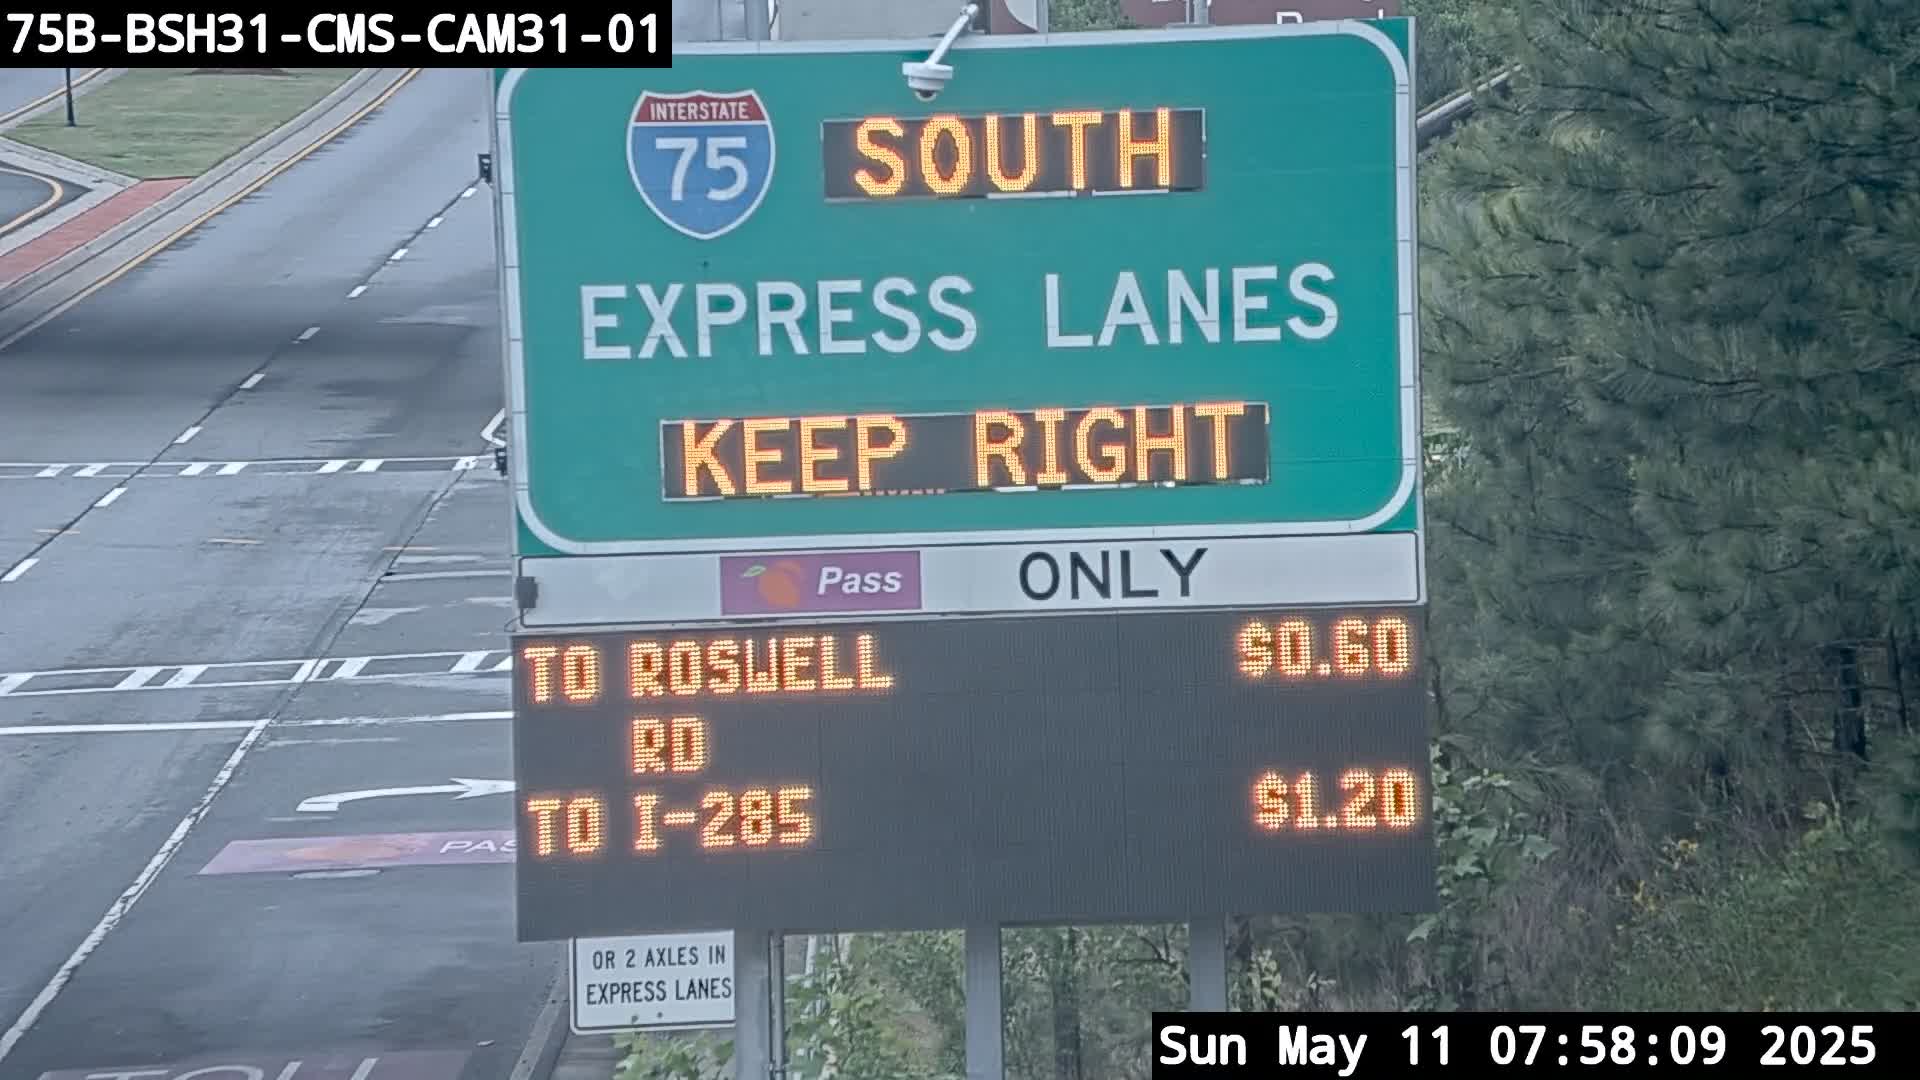 75B-BSH31-CMS-CAM31-01
INTERSTATE
75
SOUTH
EXPRESS LANES
KEEP RIGHT
Pass ONLY
TO ROSWELL $0.60
RD
TO I-285 $1.20
OR 2 AXLES IN
EXPRESS LANES
Sun May 11 07:58:09 2025